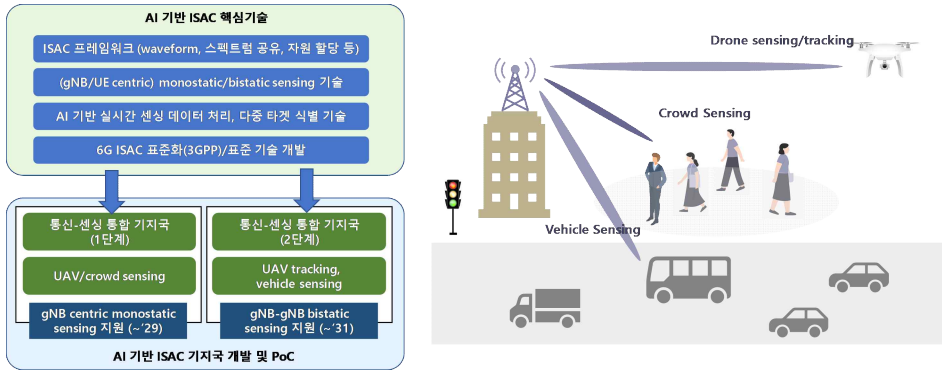 AI 기반 ISAC 핵심기술
ISAC 프레임워크 (waveform, 스펙트럼 공유, 자원 할당 등)
(gNB/UE centric) monostatic/bistatic sensing 기술
AI 기반 실시간 센싱 데이터 처리, 다중 타겟 식별 기술
6G ISAC 표준화(3GPP)/표준 기술 개발
통신-센싱 통합 기지국
(1단계)
UAV/crowd sensing
gNB centric monostatic
sensing 지원 (~’29)
통신-센싱 통합 기지국
(2단계)
UAV tracking,
vehicle sensing
gNB-gNB bistatic
sensing 지원 (~’31)
AI 기반 ISAC 기지국 개발 및 PoC
Drone sensing/tracking
Crowd Sensing
Vehicle Sensing